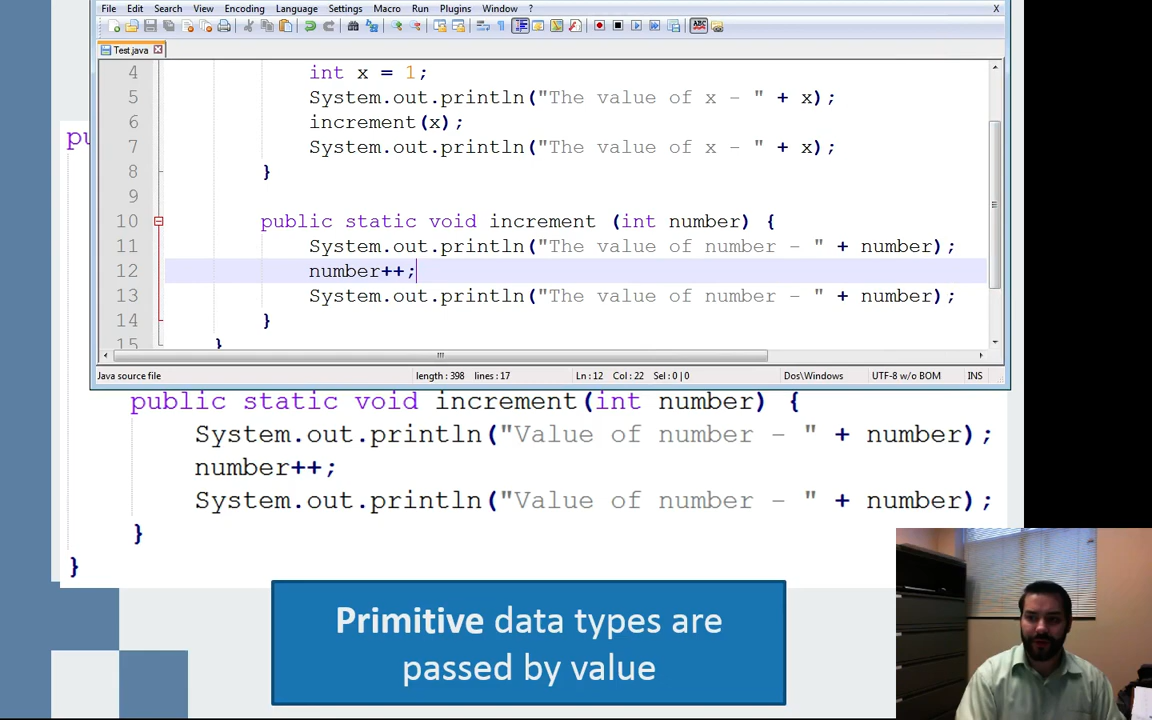 File Edit Search View Encoding Language Settings Macro Run Plugins Window ? X
Test.java
4 int x = 1;
5 System.out.println("The value of x - " + x);
6 increment(x);
7 System.out.println("The value of x - " + x);
8 }
9
10 public static void increment (int number) {
11 System.out.println("The value of number - " + number);
12 number++;
13 System.out.println("The value of number - " + number);
14 }
15 }
Java source file length : 398 lines : 17 Ln : 12 Col : 22 Sel : 0 | 0 Dos\Windows UTF-8 w/o BOM INS
pu
public static void increment(int number) {
System.out.println("Value of number - " + number);
number++;
System.out.println("Value of number - " + number);
}
}
Primitive data types are
passed by value